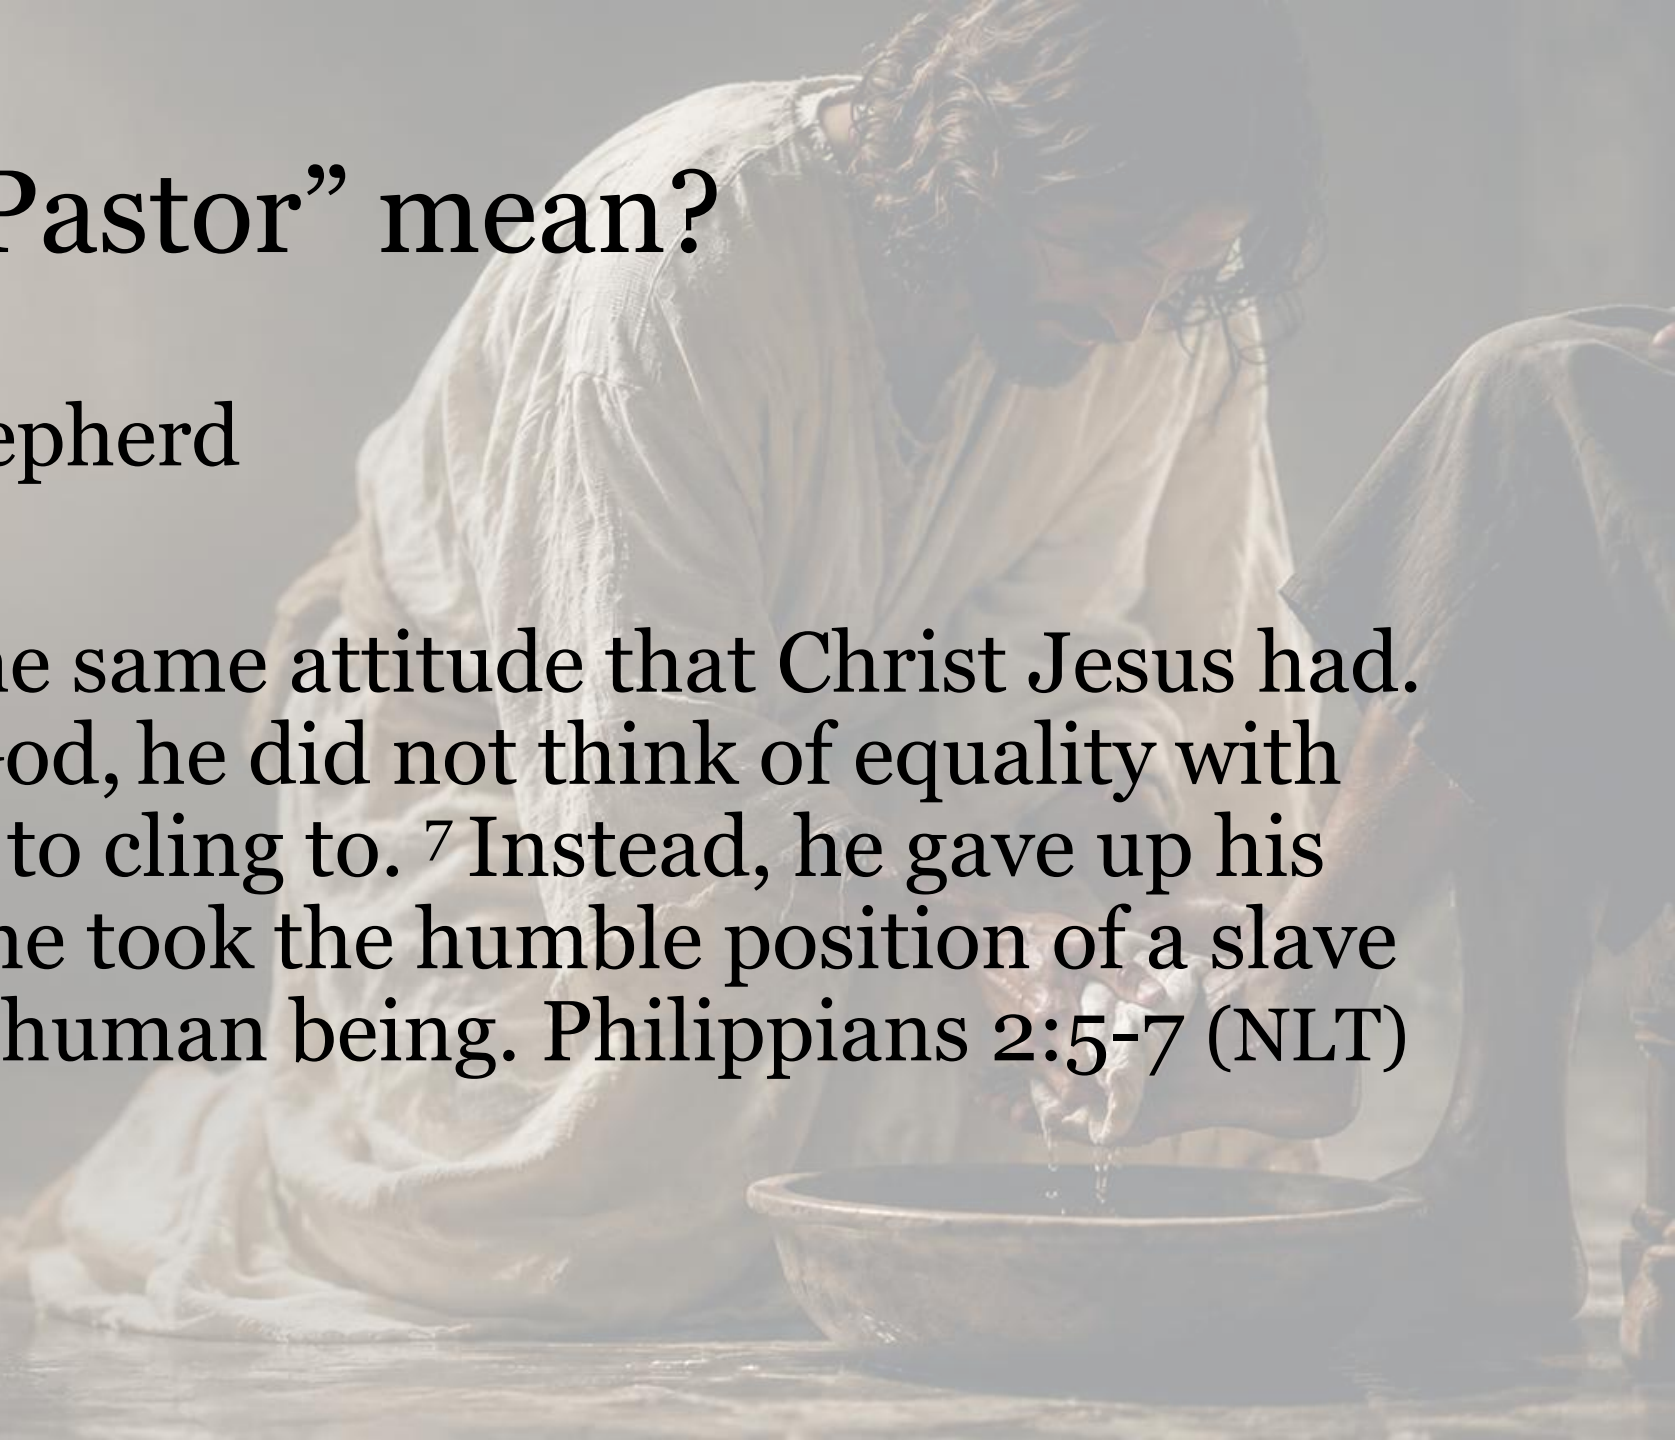 Pastor” mean?
epherd
he same attitude that Christ Jesus had.
God, he did not think of equality with
to cling to. 7 Instead, he gave up his
he took the humble position of a slave
human being. Philippians 2:5-7 (NLT)